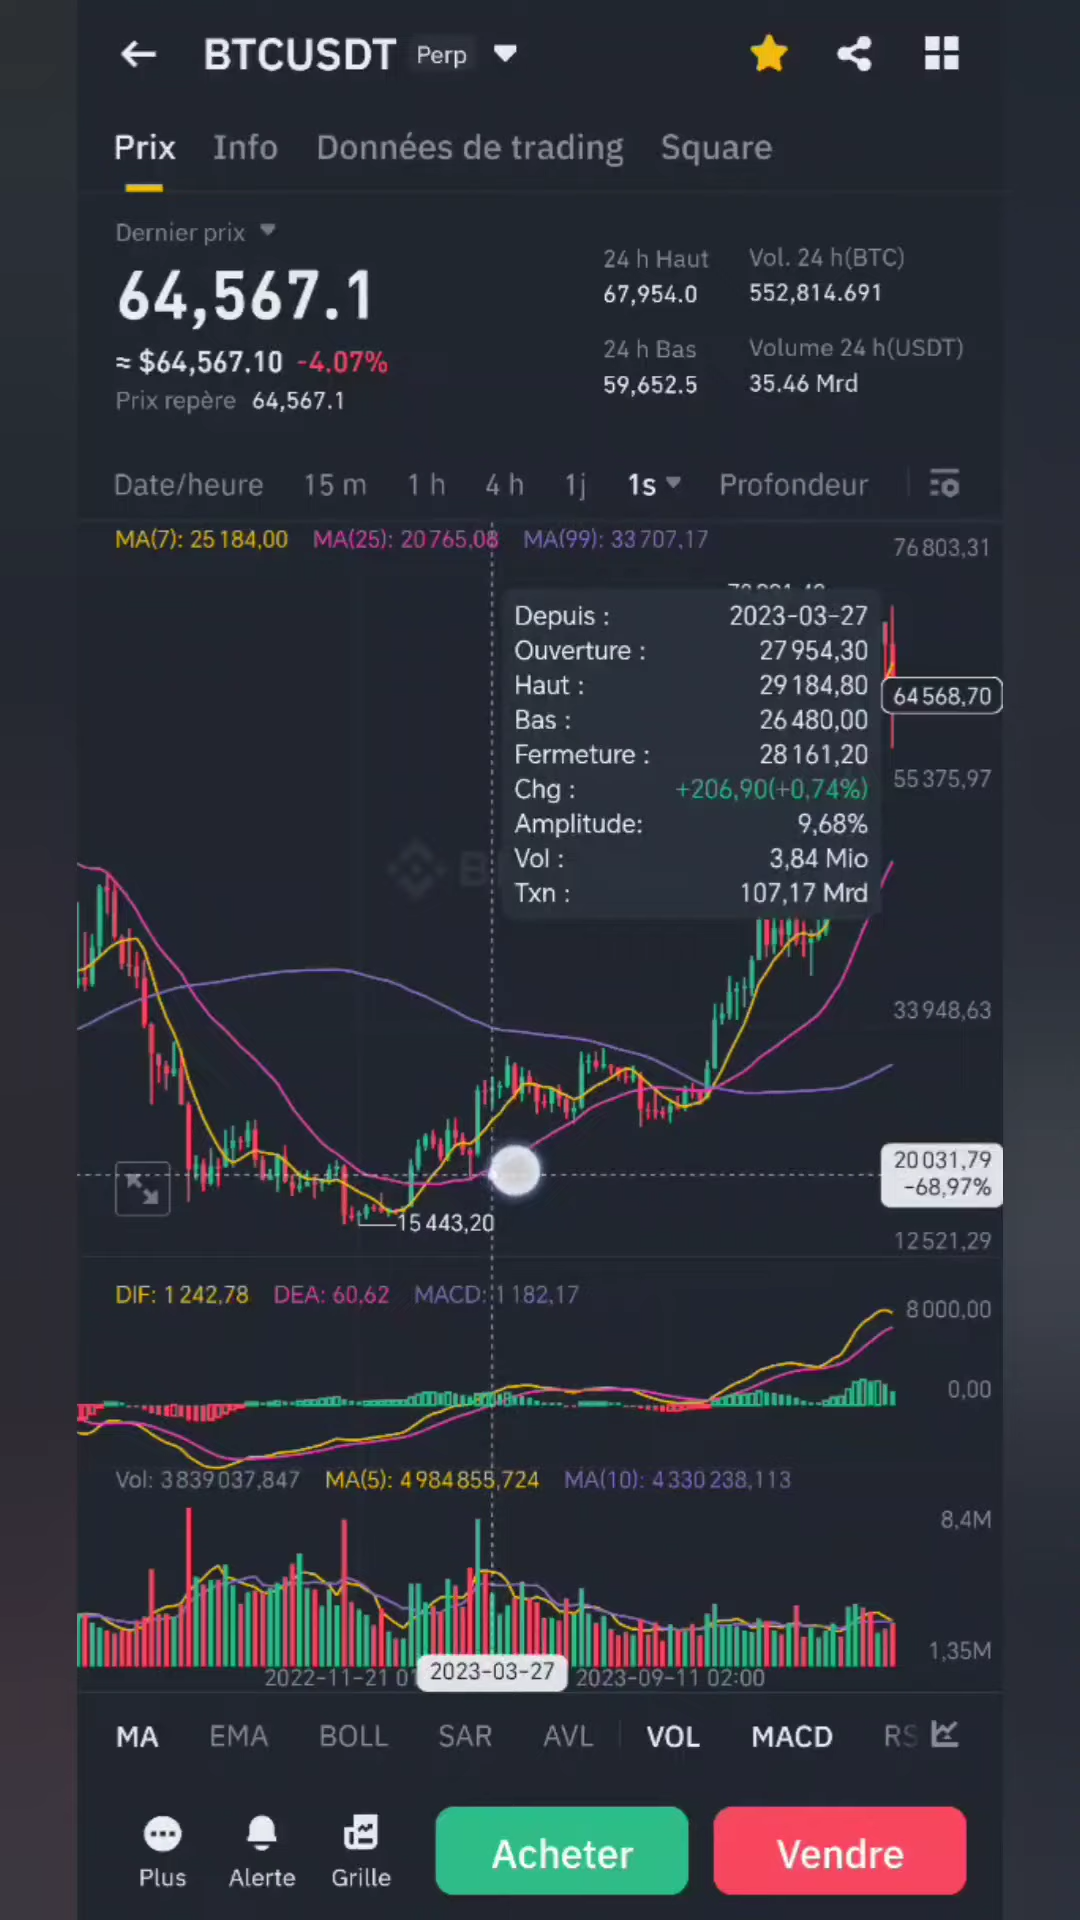 BTCUSDT Perp
Prix Info Données de trading Square
Dernier prix
64,567.1
≈ $64,567.10 -4.07%
Prix repère 64,567.1
24 h Haut
67,954.0
Vol. 24 h(BTC)
552,814.691
24 h Bas
59,652.5
Volume 24 h(USDT)
35.46 Mrd
Date/heure 15 m 1 h 4 h 1j 1s Profondeur
MA(7): 25 184,00 MA(25): 20 765,08 MA(99): 33 707,17
76 803,31
Depuis : 2023-03-27
Ouverture : 27 954,30
Haut : 29 184,80
Bas : 26 480,00
Fermeture : 28 161,20
Chg : +206,90(+0,74%)
Amplitude: 9,68%
Vol : 3,84 Mio
Txn : 107,17 Mrd
64 568,70
55 375,97
33 948,63
20 031,79
-68,97%
15 443,20
12 521,29
DIF: 1 242,78 DEA: 60,62 MACD: 1 182,17
8 000,00
0,00
Vol: 3 839 037,847 MA(5): 4 984 855,724 MA(10): 4 330 238,113
8,4M
1,35M
2022-11-21 2023-03-27 2023-09-11 02:00
MA EMA BOLL SAR AVL VOL MACD RS
Plus Alerte Grille Acheter Vendre